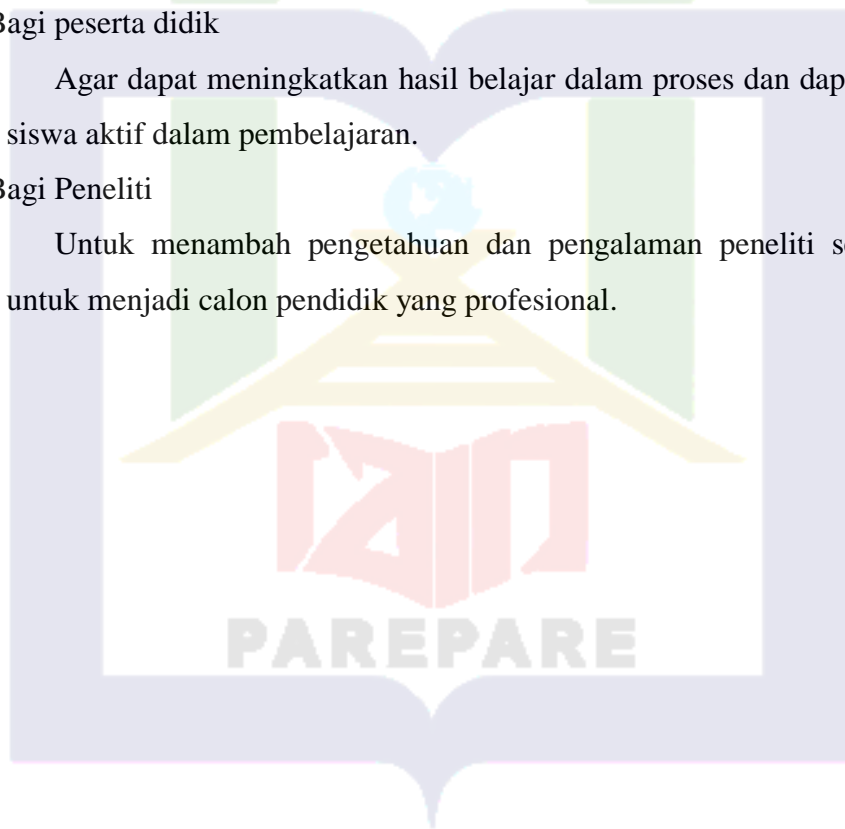 Bagi peserta didik
Agar dapat meningkatkan hasil belajar dalam proses dan
siswa aktif dalam pembelajaran.
Bagi Peneliti
Untuk menambah pengetahuan dan pengalaman peneliti
untuk menjadi calon pendidik yang profesional.
iain
PAREPARE